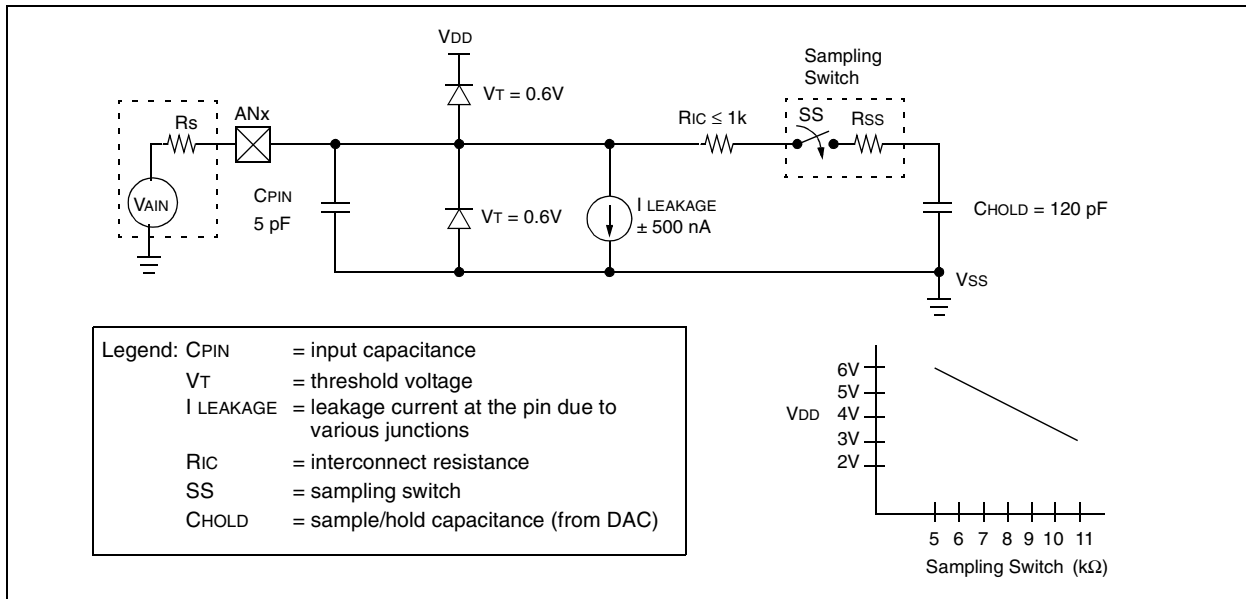 VDD
Sampling
Switch
VT = 0.6V
ANx
Rs
RIC ≤ 1k
SS
RSS
VAIN
CPIN
5 pF
VT = 0.6V
I LEAKAGE
± 500 nA
CHOLD = 120 pF
VSS
Legend: CPIN = input capacitance
VT = threshold voltage
I LEAKAGE = leakage current at the pin due to
various junctions
RIC = interconnect resistance
SS = sampling switch
CHOLD = sample/hold capacitance (from DAC)
6V
5V
VDD 4V
3V
2V
5 6 7 8 9 10 11
Sampling Switch (kΩ)